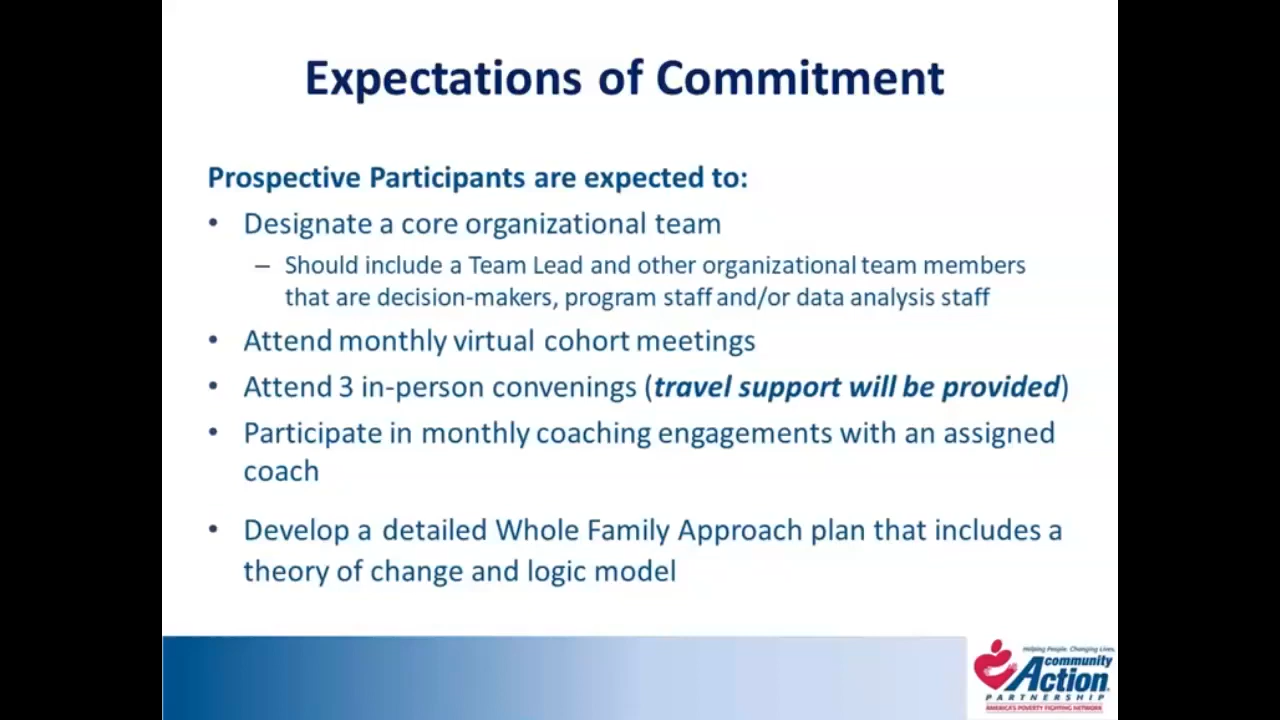 Expectations of Commitment
Prospective Participants are expected to:
• Designate a core organizational team
– Should include a Team Lead and other organizational team members
that are decision-makers, program staff and/or data analysis staff
• Attend monthly virtual cohort meetings
• Attend 3 in-person convenings (travel support will be provided)
• Participate in monthly coaching engagements with an assigned
coach
• Develop a detailed Whole Family Approach plan that includes a
theory of change and logic model
Helping People. Changing Lives.
community
Action
PARTNERSHIP
AMERICA'S POVERTY FIGHTING NETWORK